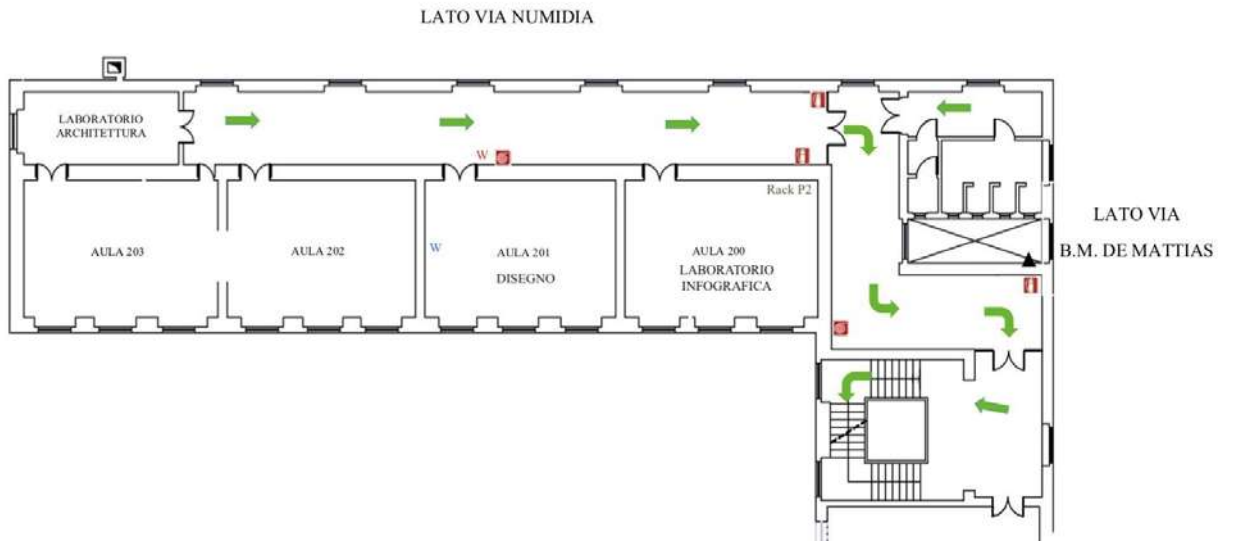 LATO VIA NUMIDIA
LABORATORIO
ARCHITETTURA
W
Rack P2
AULA 203
AULA 202
W
AULA 201
DISEGNO
AULA 200
LABORATORIO
INFOGRAFICA
LATO VIA
B.M. DE MATTIAS